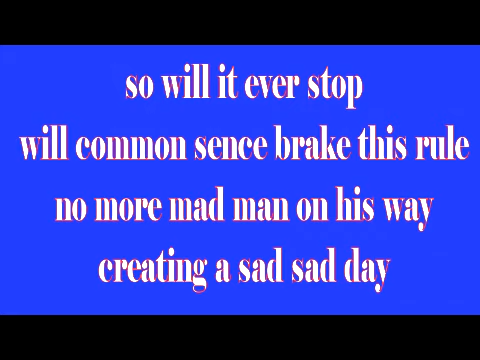 so will it ever stop
will common sence brake this rule
no more mad man on his way
creating a sad sad day